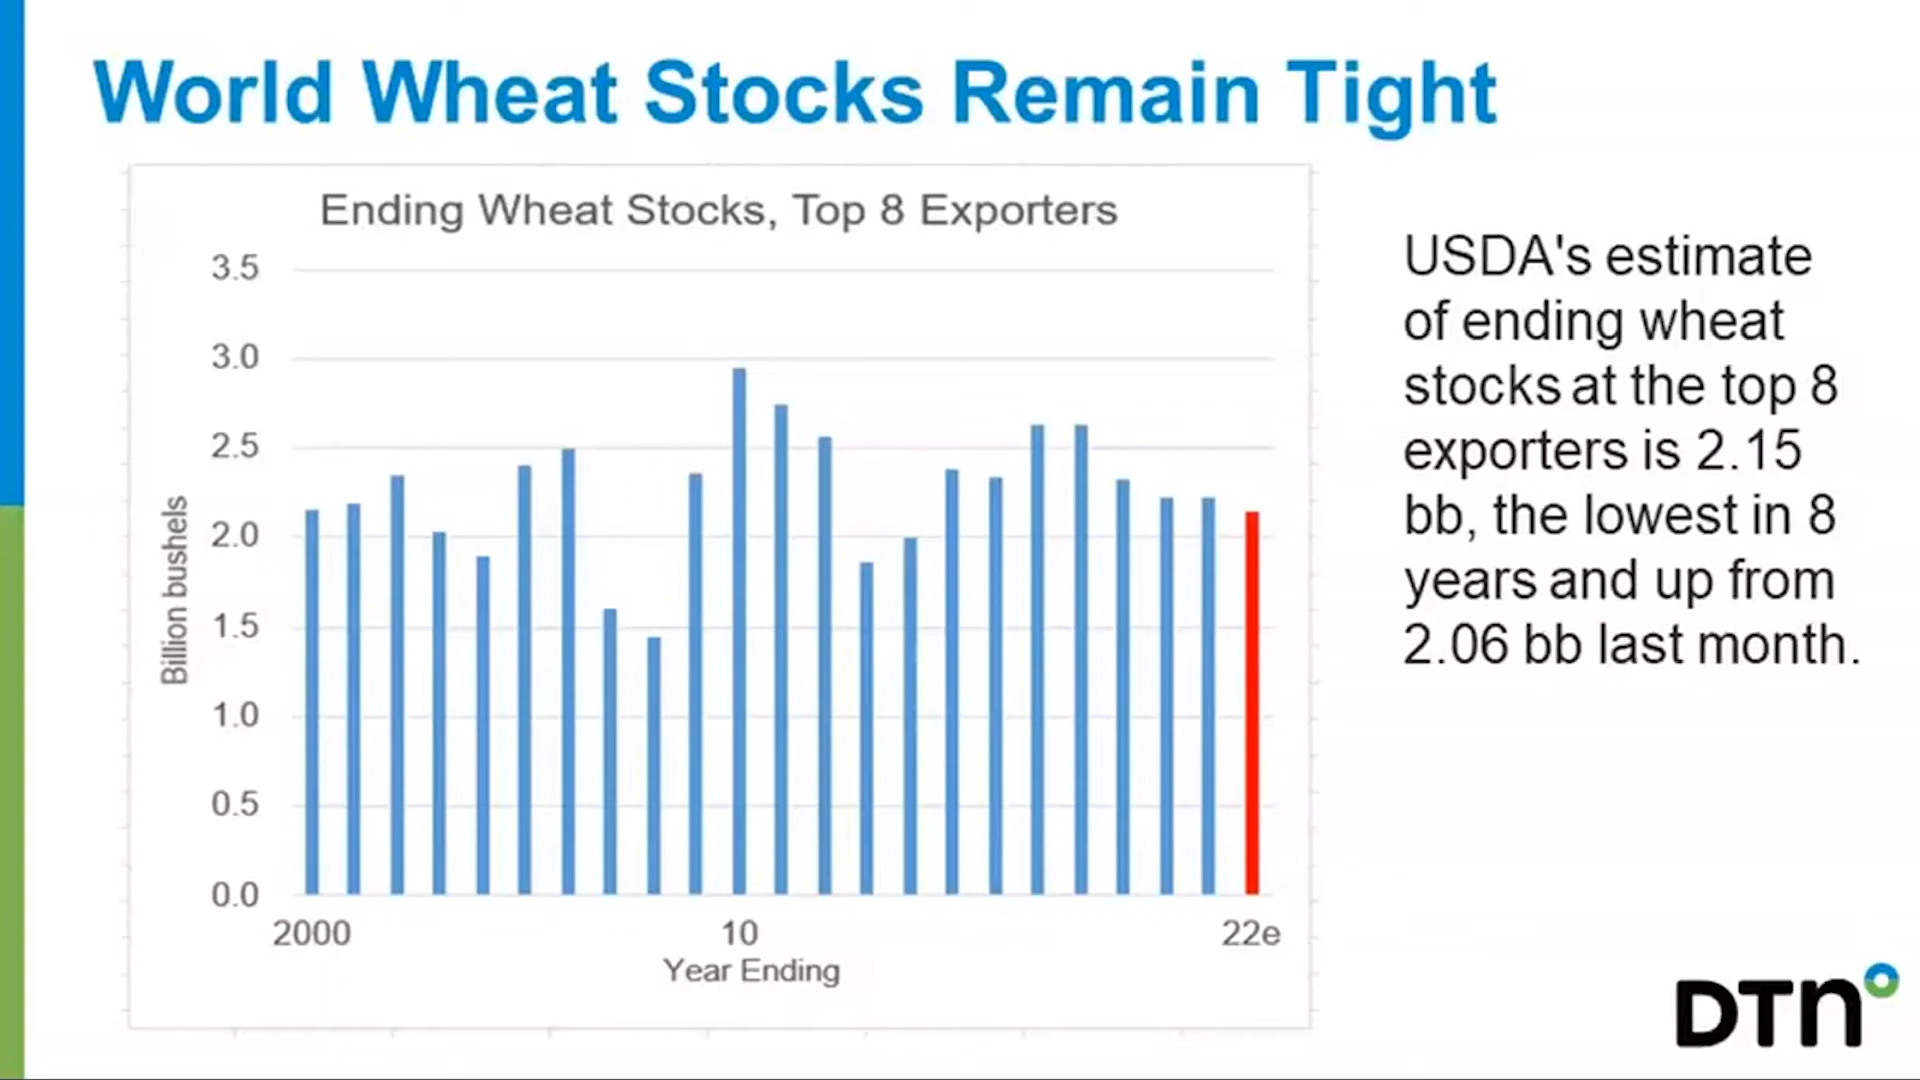 World Wheat Stocks Remain Tight
Ending Wheat Stocks, Top 8 Exporters
3.5
3.0
2.5
2.0
1.5
1.0
0.5
0.0
Billion bushels
2000
10
22e
Year Ending
USDA's estimate
of ending wheat
stocks at the top 8
exporters is 2.15
bb, the lowest in 8
years and up from
2.06 bb last month.
DTN